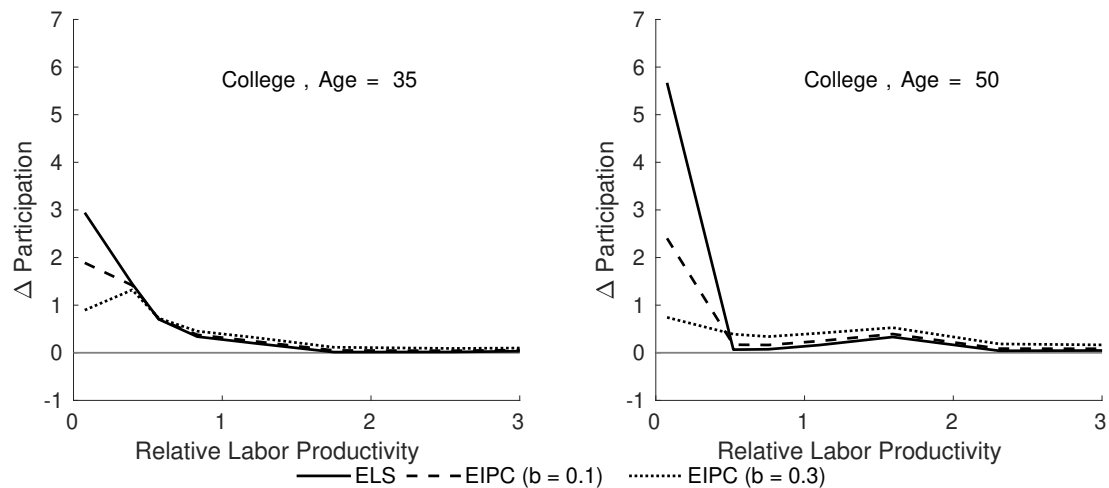 7
6
5
4
3
2
1
0
-1
Δ Participation
College , Age = 35
0 1 2 3
Relative Labor Productivity
7
6
5
4
3
2
1
0
-1
Δ Participation
College , Age = 50
0 1 2 3
Relative Labor Productivity
ELS EIPC (b = 0.1) EIPC (b = 0.3)